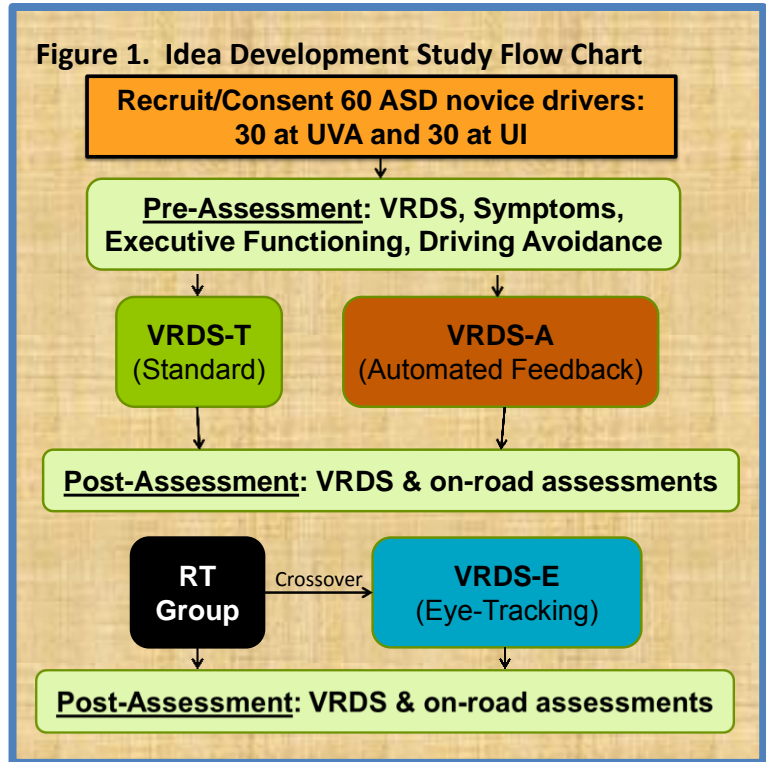 Figure 1.  Idea Development Study Flow Chart
Recruit/Consent 60 ASD novice drivers:
30 at UVA and 30 at UI
Pre-Assessment: VRDS, Symptoms,
Executive Functioning, Driving Avoidance
VRDS-T
(Standard)
VRDS-A
(Automated Feedback)
Post-Assessment: VRDS & on-road assessments
RT
Group
Crossover
VRDS-E
(Eye-Tracking)
Post-Assessment: VRDS & on-road assessments